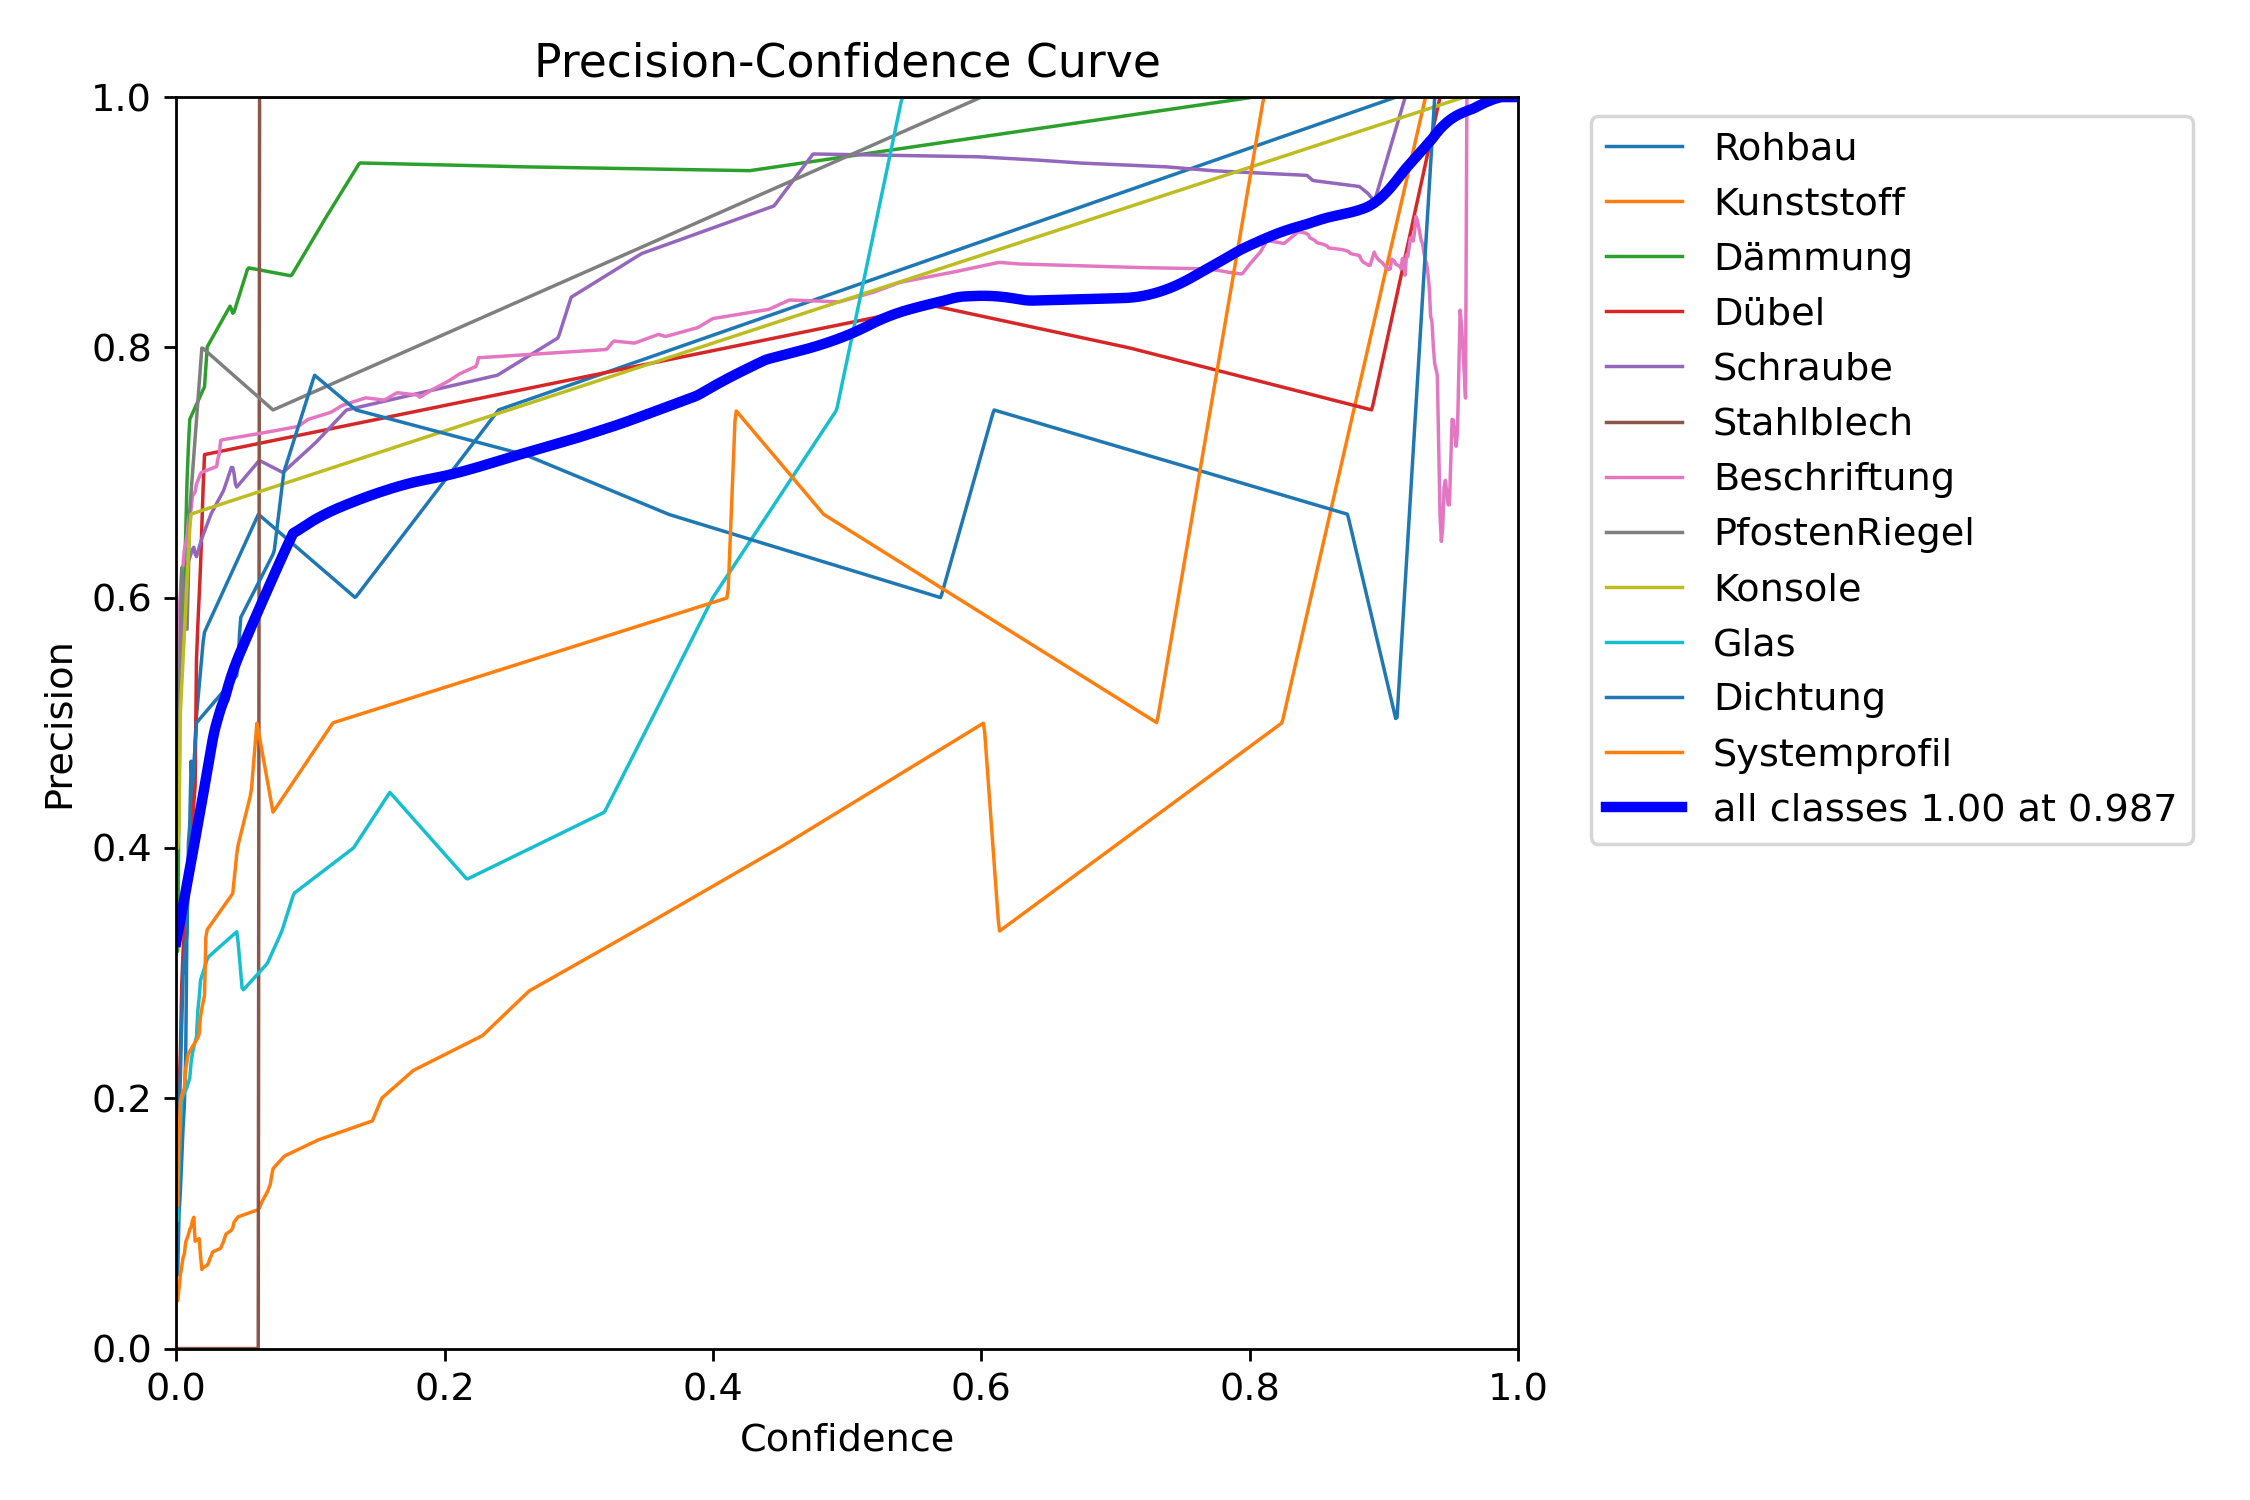 Precision-Confidence Curve
1.0
0.8
0.6
0.4
0.2
0.0
Precision
0.0 0.2 0.4 0.6 0.8 1.0
Confidence
Rohbau
Kunststoff
Dämmung
Dübel
Schraube
Stahlblech
Beschriftung
PfostenRiegel
Konsole
Glas
Dichtung
Systemprofil
all classes 1.00 at 0.987